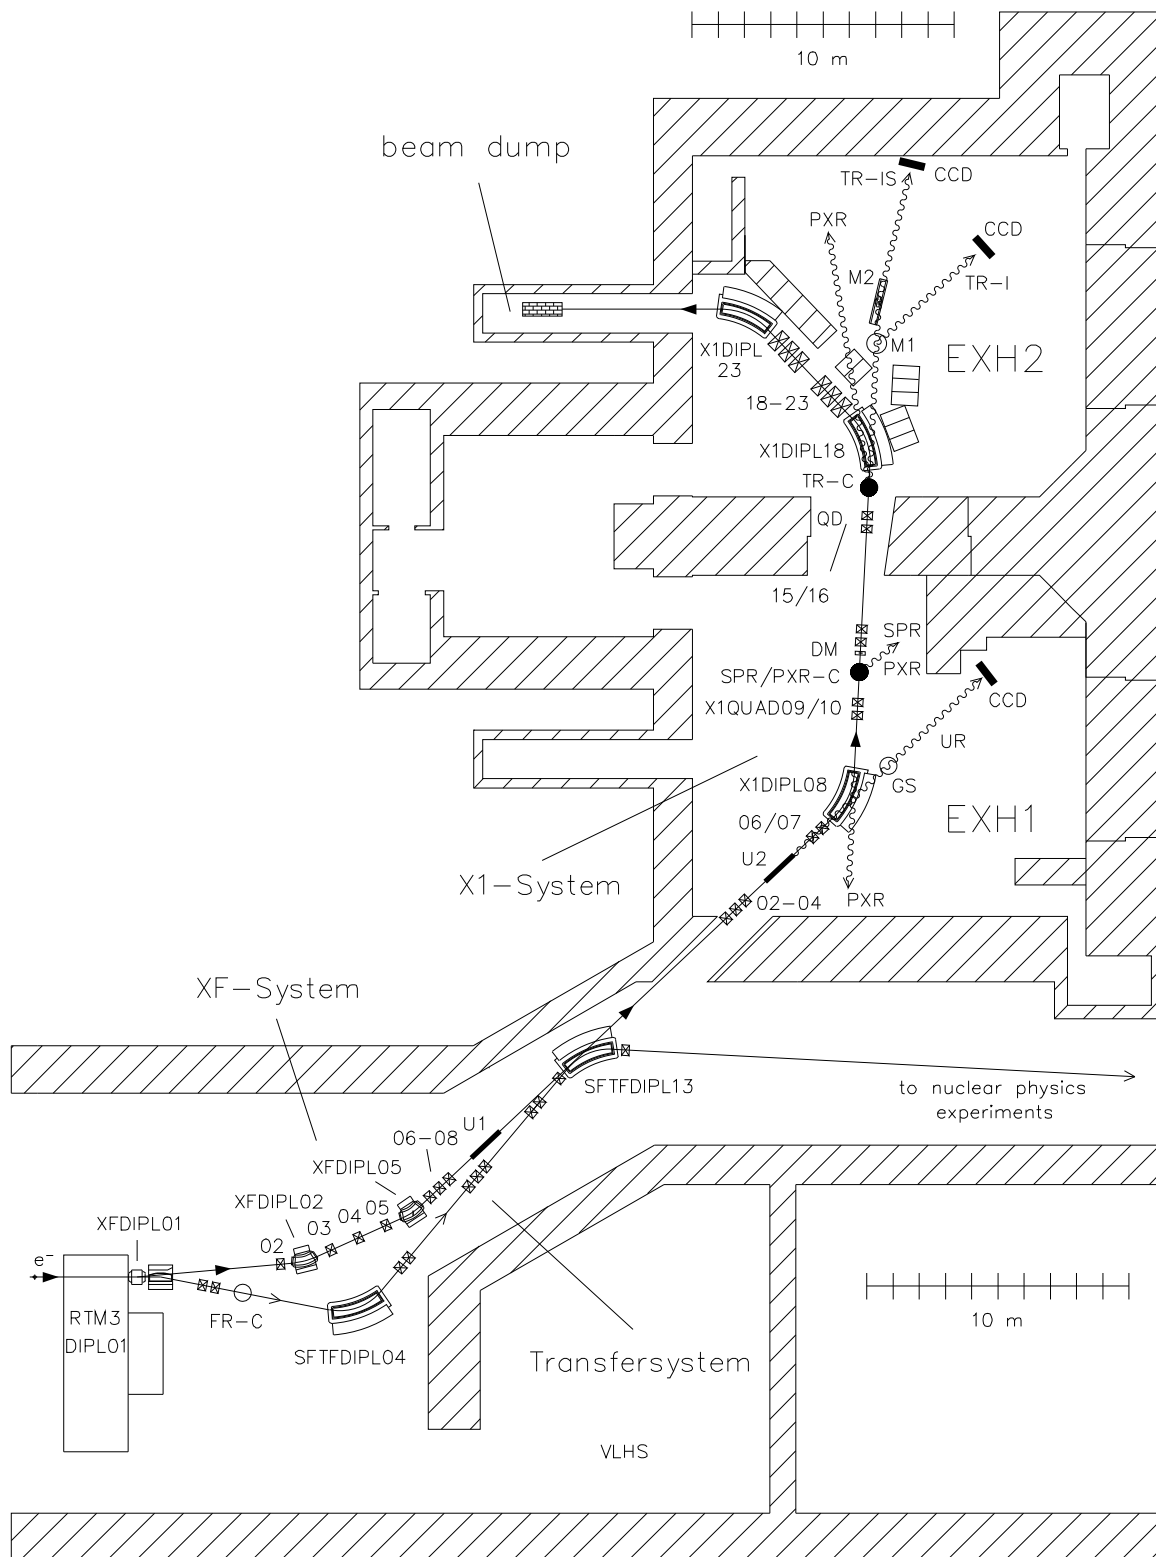 10 m
beam dump
TR-IS
CCD
PXR
CCD
M2
TR-I
M1
X1DIPL
23
EXH2
18-23
X1DIPL18
TR-C
QD
15/16
SPR
DM
SPR/PXR-C
PXR
X1QUAD09/10
CCD
UR
X1DIPL08
GS
06/07
EXH1
U2
X1-System
02-04
PXR
XF-System
SFTFDIPL13
to nuclear physics
experiments
U1
06-08
XFDIPL05
XFDIPL02
05
04
03
XFDIPL01
02
e-
RTM3
DIPL01
FR-C
10 m
SFTFDIPL04
Transfersystem
VLHS